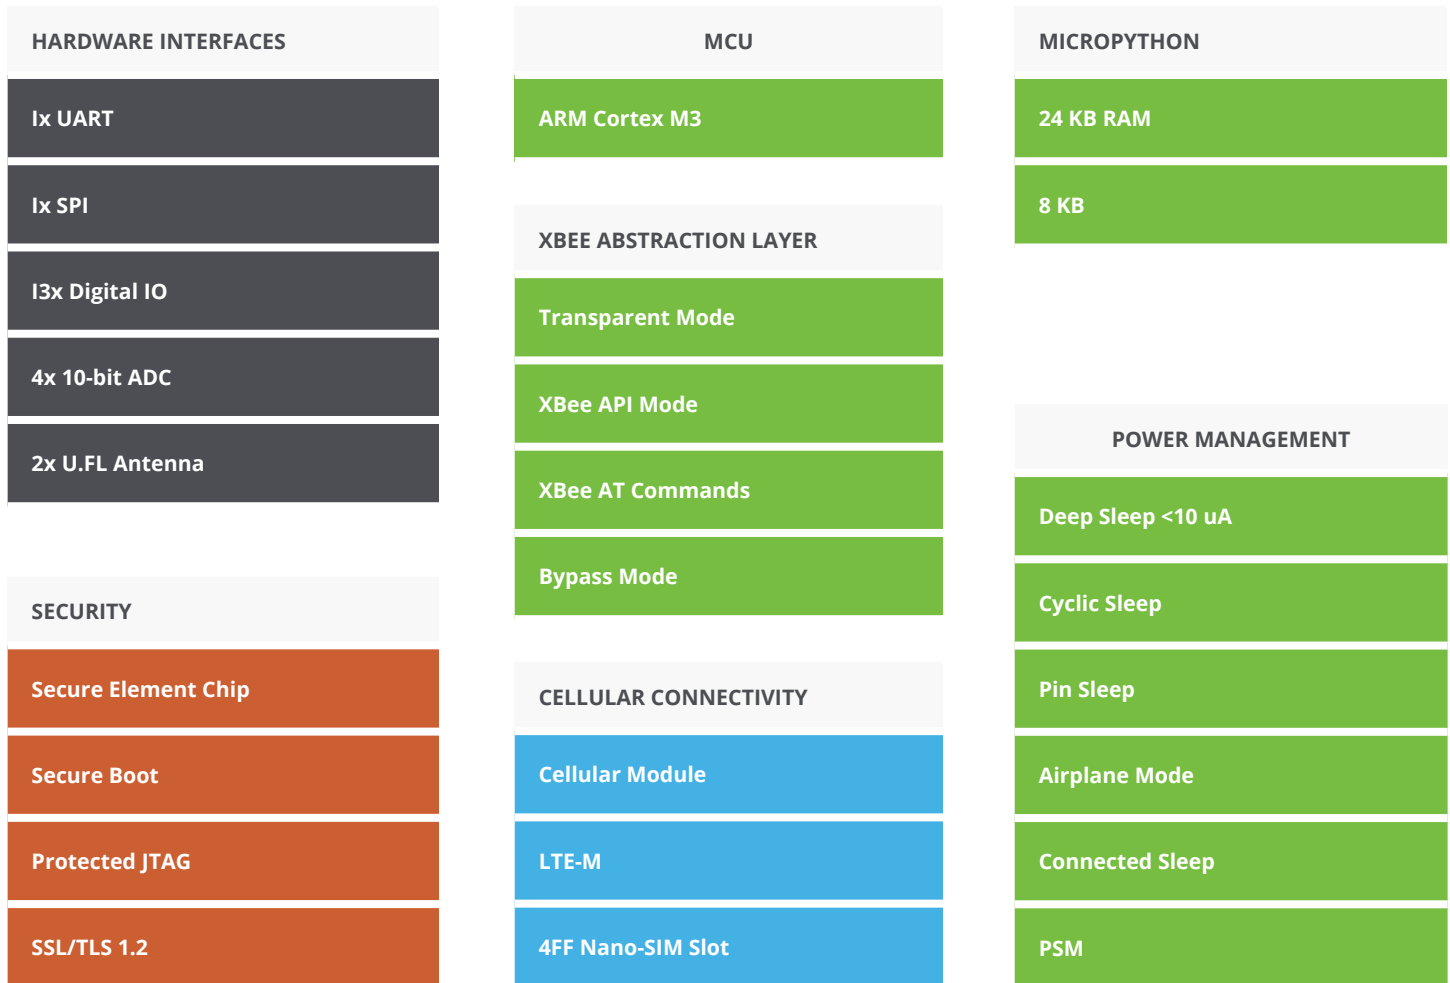 HARDWARE INTERFACES
Ix UART
Ix SPI
I3x Digital IO
4x 10-bit ADC
2x U.FL Antenna
SECURITY
Secure Element Chip
Secure Boot
Protected JTAG
SSL/TLS 1.2
MCU
ARM Cortex M3
XBEE ABSTRACTION LAYER
Transparent Mode
XBee API Mode
XBee AT Commands
Bypass Mode
CELLULAR CONNECTIVITY
Cellular Module
LTE-M
4FF Nano-SIM Slot
MICROPYTHON
24 KB RAM
8 KB
POWER MANAGEMENT
Deep Sleep <10 uA
Cyclic Sleep
Pin Sleep
Airplane Mode
Connected Sleep
PSM